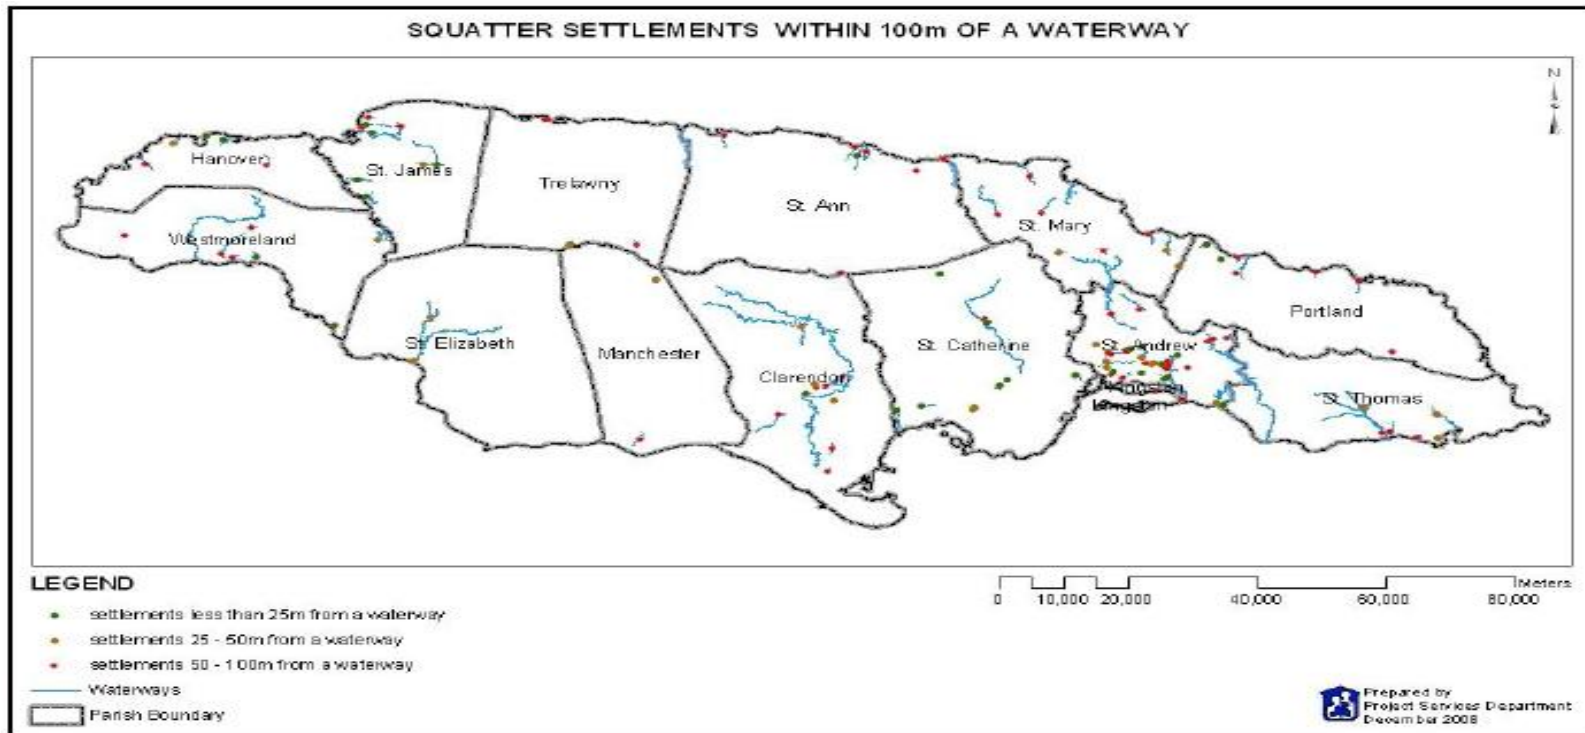 SQUATTER SETTLEMENTS WITHIN 100m OF A WATERWAY
N
Hanover
St. James
Trelawny
St. Ann
Westmoreland
St. Mary
Portland
St. Elizabeth
Manchester
Clarendon
St. Catherine
St. Andrew
Kingston
Kingston
St. Thomas
LEGEND
settlements less than 25m from a waterway
settlements 25 - 50m from a waterway
settlements 50 - 100m from a waterway
Waterways
Parish Boundary
Meters
0 10,000 20,000 40,000 60,000 80,000
Prepared by
Project Services Department
December 2008